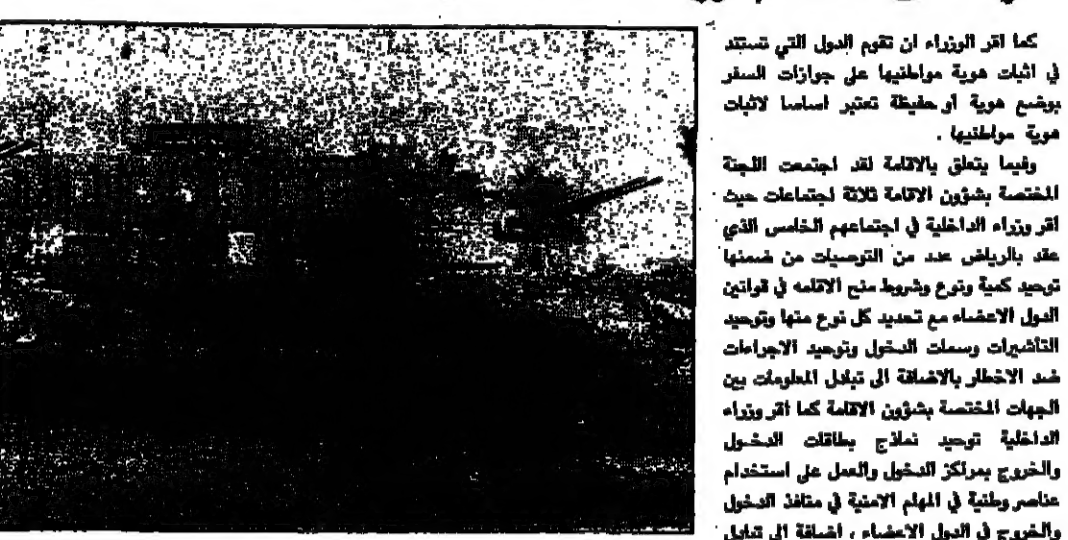 كما اقر الوزراء ان تقوم الدول التي تستند
في اثبات هوية مواطنيها على جوازات السفر
بوضع هوية او حفيظة تعتبر اساسا لاثبات
هوية مواطنيها .
وفيما يتعلق بالاقامة لقد اجتمعت اللجنة
المختصة بشؤون الاقامة ثلاثة اجتماعات حيث
اقر وزراء الداخلية في اجتماعهم الخامس الذي
عقد بالرياض عدد من التوصيات من ضمنها
توحيد كمية ونوع وشروط منح الاقامه في قوانين
الدول الاعضاء مع تحديد كل نوع منها وتوحيد
التأشيرات وسمات الدخول وتوحيد الاجراءات
ضد الاخطار بالاضافة الى تبادل المعلومات بين
الجهات المختصة بشؤون الاقامة كما اقر وزراء
الداخلية توحيد نماذج بطاقات الدخول
والخروج بمراكز الدخول والعمل على استخدام
عناصر وطنية في المهام الامنية في منافذ الدخول
والخروج في الدول الاعضاء ، اضافة الى تبادل